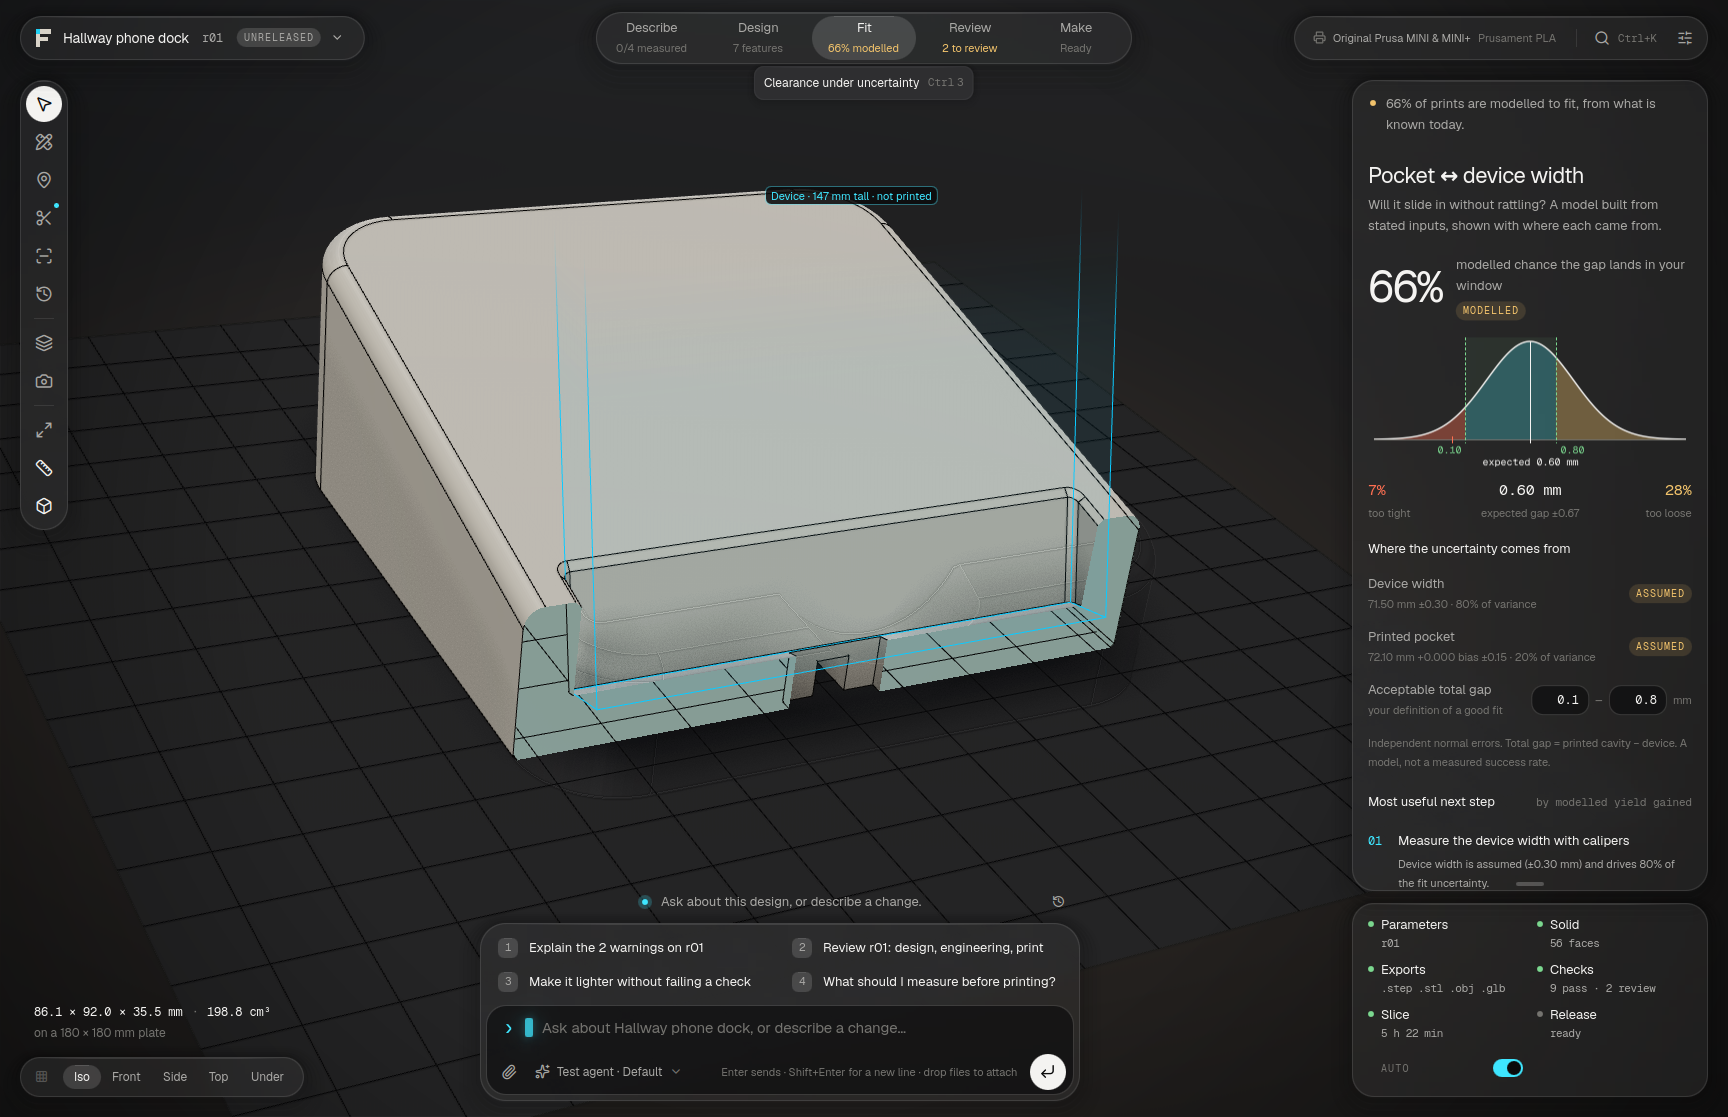 Hallway phone dock r01 UNRELEASED
Describe
0/4 measured
Design
7 features
Fit
66% modelled
Review
2 to review
Make
Ready
Original Prusa MINI & MINI+ Prusament PLA
Ctrl+K
Clearance under uncertainty Ctrl 3
Device · 147 mm tall · not printed
66% of prints are modelled to fit, from what is
known today.
Pocket ↔ device width
Will it slide in without rattling? A model built from
stated inputs, shown with where each came from.
66%
modelled chance the gap lands in your
window
MODELLED
0.10
0.80
expected 0.60 mm
7%
too tight
0.60 mm
expected gap ±0.67
28%
too loose
Where the uncertainty comes from
Device width
71.50 mm ±0.30 · 80% of variance
ASSUMED
Printed pocket
72.10 mm +0.000 bias ±0.15 · 20% of variance
ASSUMED
Acceptable total gap
your definition of a good fit
0.1 – 0.8 mm
Independent normal errors. Total gap = printed cavity − device. A
model, not a measured success rate.
Most useful next step by modelled yield gained
01 Measure the device width with calipers
Device width is assumed (±0.30 mm) and drives 80% of
the fit uncertainty.
Parameters
r01
Solid
56 faces
Exports
.step .stl .obj .glb
Checks
9 pass · 2 review
Slice
5 h 22 min
Release
ready
AUTO
Ask about this design, or describe a change.
1 Explain the 2 warnings on r01
2 Review r01: design, engineering, print
3 Make it lighter without failing a check
4 What should I measure before printing?
› Ask about Hallway phone dock, or describe a change…
Test agent · Default
Enter sends · Shift+Enter for a new line · drop files to attach
86.1 × 92.0 × 35.5 mm · 198.8 cm³
on a 180 × 180 mm plate
Iso Front Side Top Under